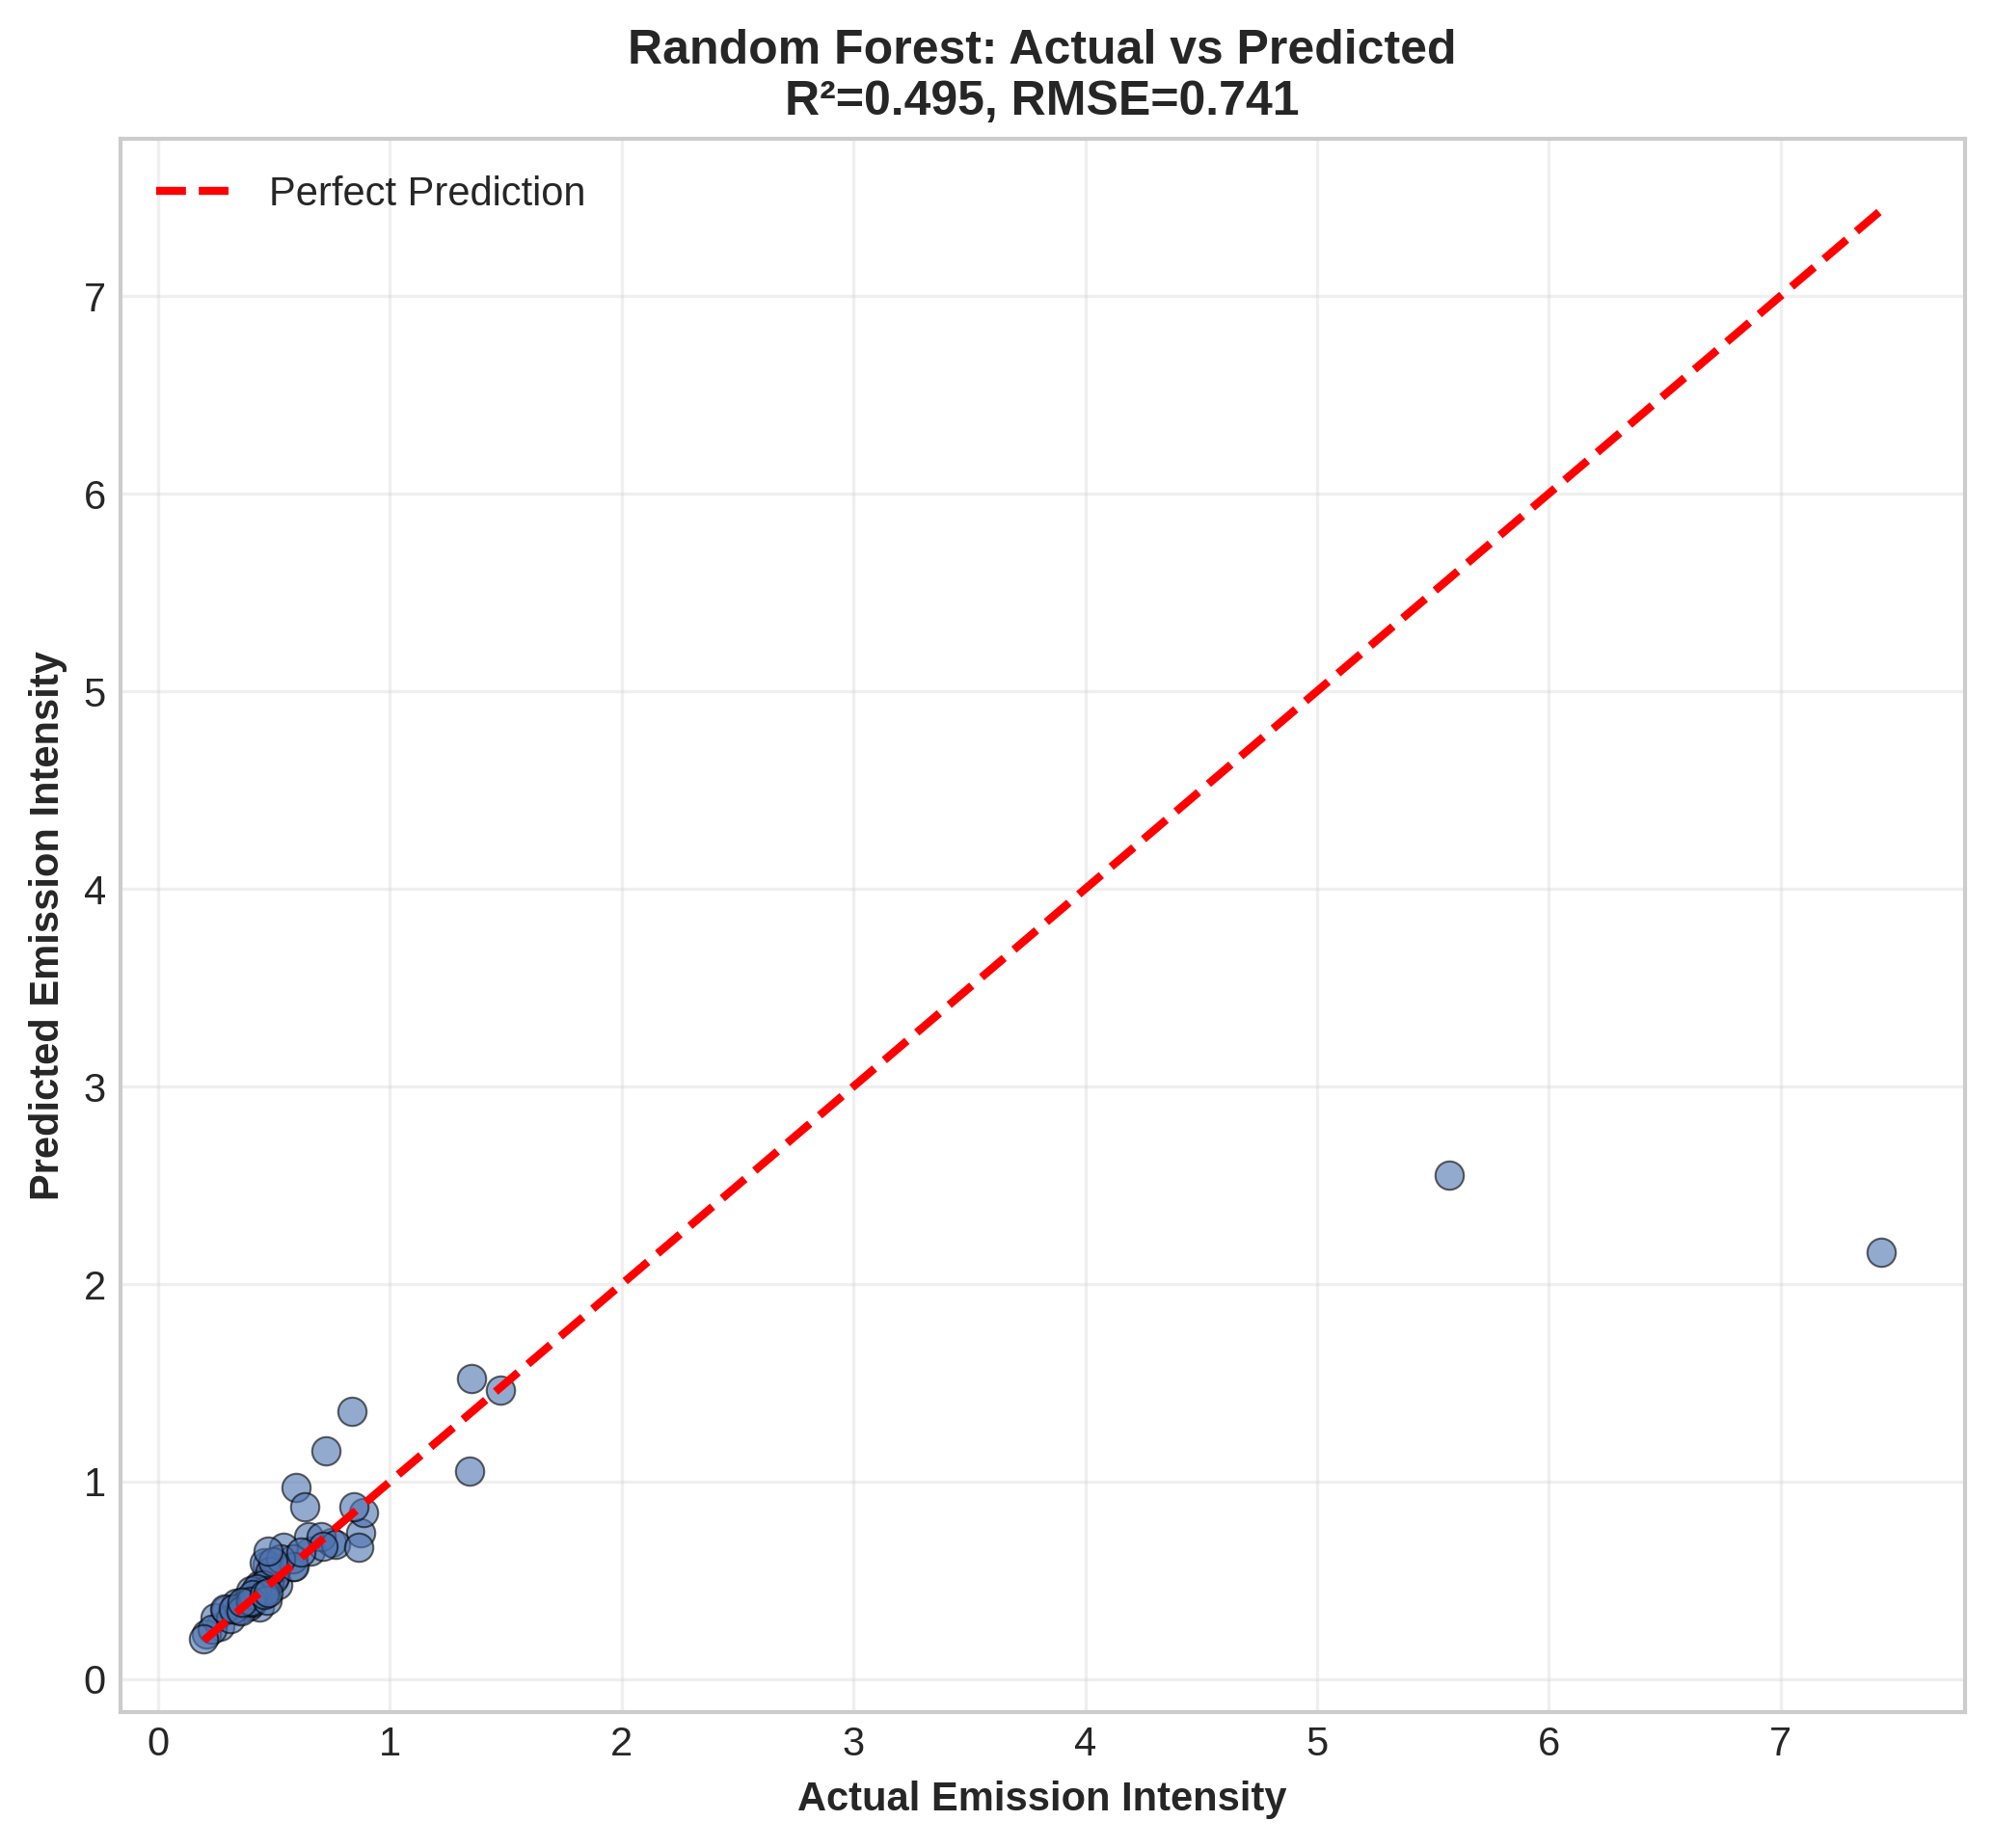 Random Forest: Actual vs Predicted
R²=0.495, RMSE=0.741
Perfect Prediction
7
6
5
4
3
2
1
0
Predicted Emission Intensity
0 1 2 3 4 5 6 7
Actual Emission Intensity